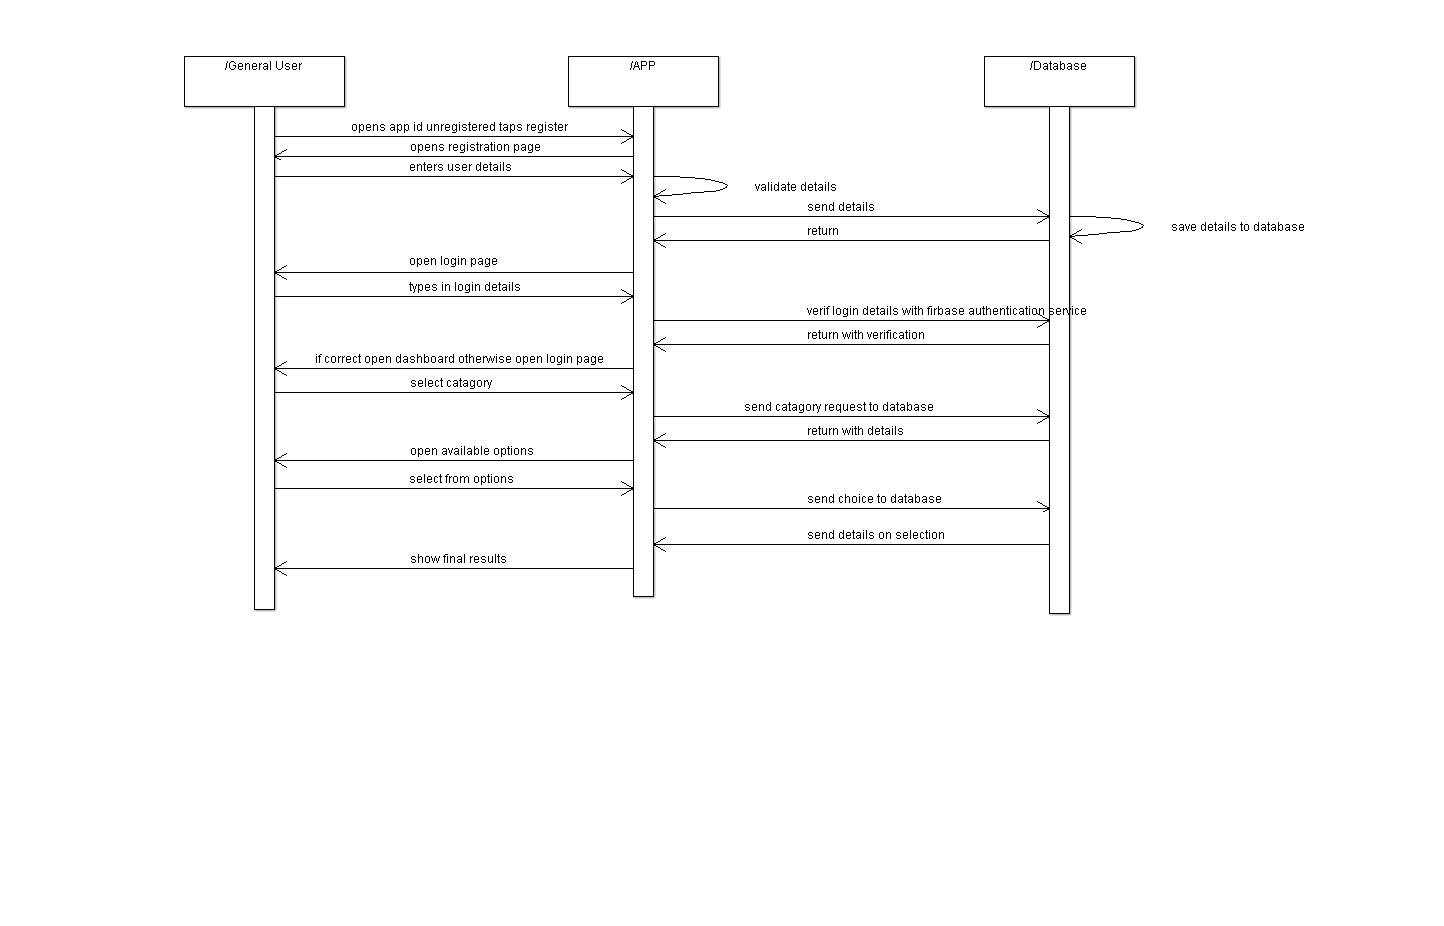 /General User
/APP
/Database
opens app id unregistered taps register
opens registration page
enters user details
validate details
send details
save details to database
return
open login page
types in login details
verif login details with firbase authentication service
return with verification
if correct open dashboard otherwise open login page
select catagory
send catagory request to database
return with details
open available options
select from options
send choice to database
send details on selection
show final results